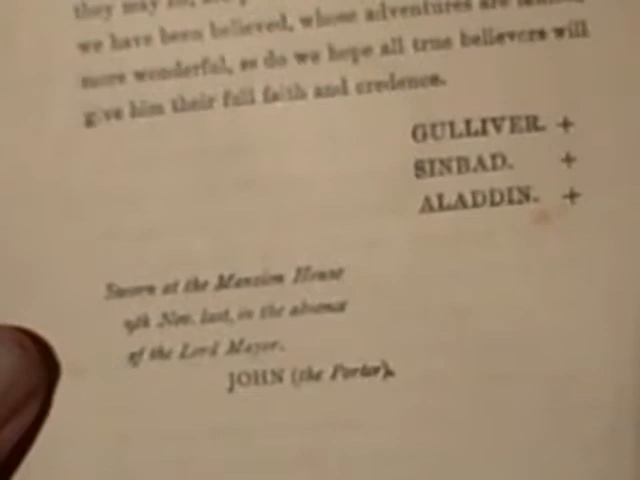 they may
we have been believed, whose adventures are
more wonderful, so do we hope all true believers will
give him their full faith and credence.
GULLIVER. +
SINBAD. +
ALADDIN. +
Sworn at the Mansion House
9th Nov. last, in the absence
of the Lord Mayor.
JOHN (the Porter).